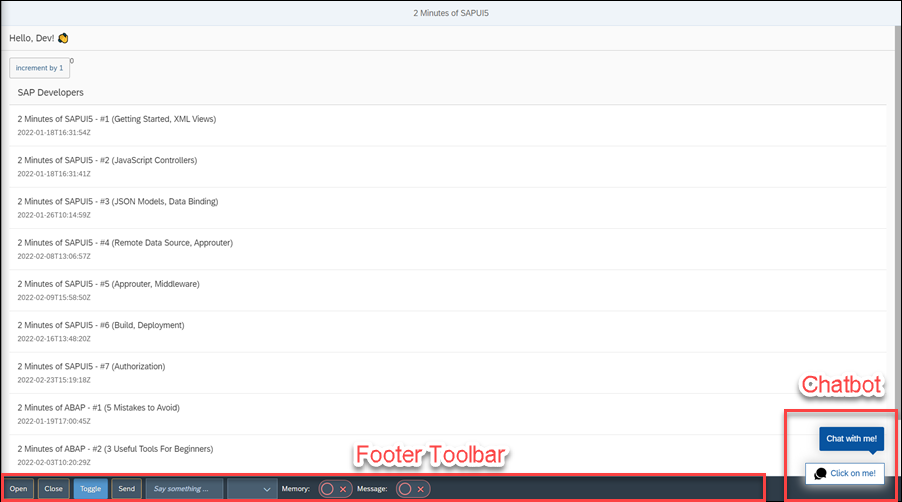 2 Minutes of SAPUI5
Hello, Dev!
increment by 1
0
SAP Developers
2 Minutes of SAPUI5 - #1 (Getting Started, XML Views)
2022-01-18T16:31:54Z
2 Minutes of SAPUI5 - #2 (JavaScript Controllers)
2022-01-18T16:31:41Z
2 Minutes of SAPUI5 - #3 (JSON Models, Data Binding)
2022-01-26T10:14:59Z
2 Minutes of SAPUI5 - #4 (Remote Data Source, Approuter)
2022-02-08T13:06:57Z
2 Minutes of SAPUI5 - #5 (Approuter, Middleware)
2022-02-09T15:58:50Z
2 Minutes of SAPUI5 - #6 (Build, Deployment)
2022-02-16T13:48:20Z
2 Minutes of SAPUI5 - #7 (Authorization)
2022-02-23T15:19:18Z
Chatbot
2 Minutes of ABAP - #1 (5 Mistakes to Avoid)
2022-01-19T17:00:45Z
Chat with me!
2 Minutes of ABAP - #2 (3 Useful Tools For Beginners)
2022-02-03T10:20:29Z
Footer Toolbar
Click on me!
Open Close Toggle Send Say something ... Memory: Message: